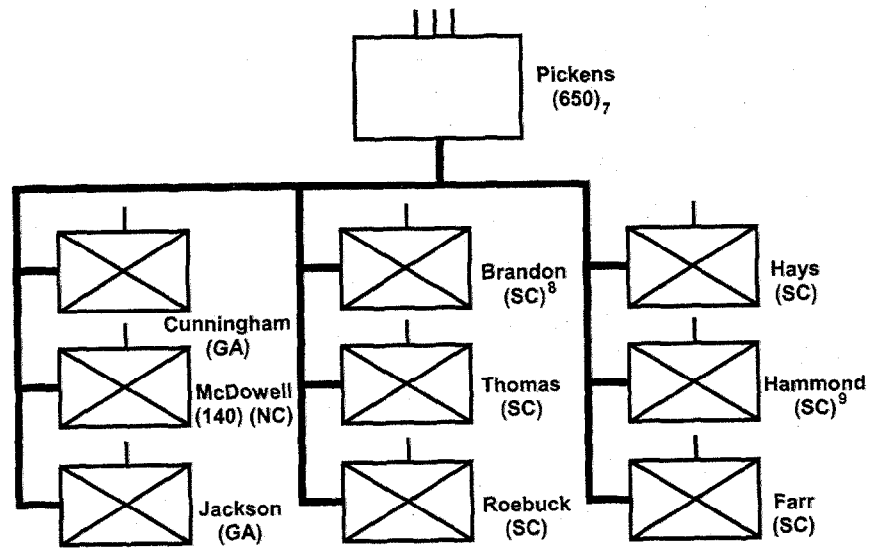 Pickens
(650)7
Cunningham
(GA)
McDowell
(140) (NC)
Jackson
(GA)
Brandon
(SC)8
Thomas
(SC)
Roebuck
(SC)
Hays
(SC)
Hammond
(SC)9
Farr
(SC)